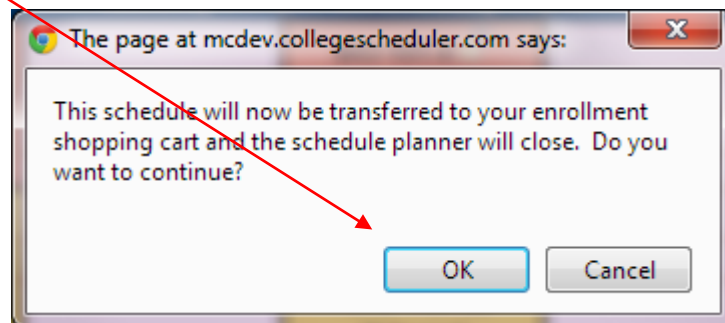 The page at mcdev.collegescheduler.com says:
This schedule will now be transferred to your enrollment
shopping cart and the schedule planner will close.  Do you
want to continue?
OK
Cancel